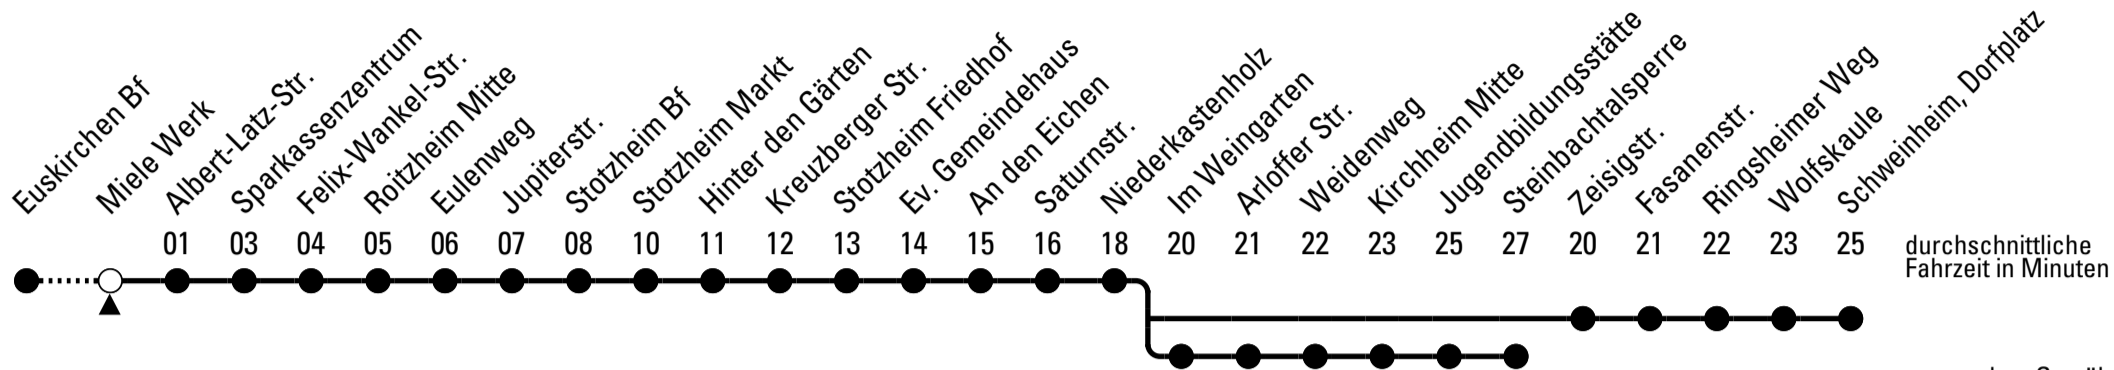 Euskirchen Bf
Miele Werk
Albert-Latz-Str.
Sparkassenzentrum
Felix-Wankel-Str.
Roitzheim Mitte
Eulenweg
Jupiterstr.
Stotzheim Bf
Stotzheim Markt
Hinter den Gärten
Kreuzberger Str.
Stotzheim Friedhof
Ev. Gemeindehaus
An den Eichen
Saturnstr.
Niederkastenholz
Im Weingarten
Arloffer Str.
Weidenweg
Kirchheim Mitte
Jugendbildungsstätte
Steinbachtalsperre
Zeisigstr.
Fasanenstr.
Ringsheimer Weg
Wolfskaule
Schweinheim, Dorfplatz
01 03 04 05 06 07 08 10 11 12 13 14 15 16 18 20 21 22 23 25 27 20 21 22 23 25
durchschnittliche
Fahrzeit in Minuten